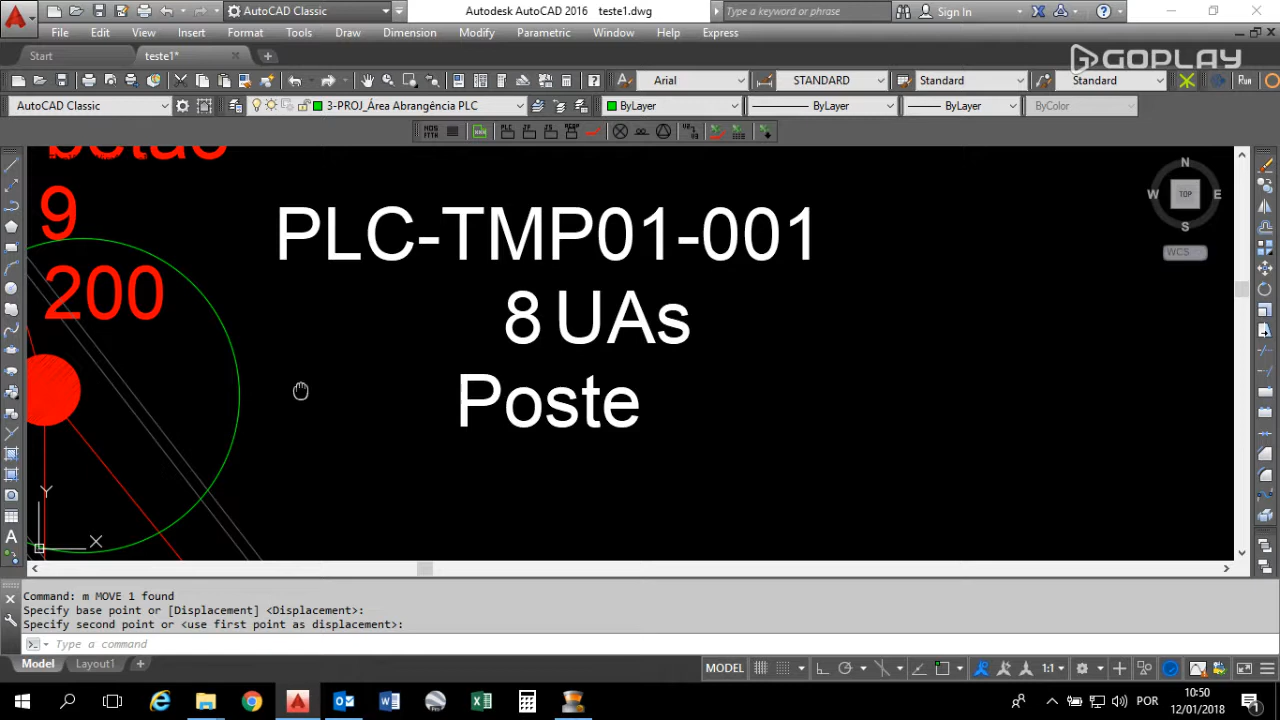 AutoCAD Classic
Autodesk AutoCAD 2016 teste1.dwg
Type a keyword or phrase
Sign In
File Edit View Insert Format Tools Draw Dimension Modify Parametric Window Help Express
Start
teste1*
GOPLAY
Arial
STANDARD
Standard
Standard
Run
AutoCAD Classic
3-PROJ_Área Abrangência PLC
ByLayer
ByLayer
ByLayer
ByColor
betão
9
200
PLC-TMP01-001
8 UAs
Poste
N
W TOP E
S
WCS
Y
X
Command: m MOVE 1 found
Specify base point or [Displacement] <Displacement>:
Specify second point or <use first point as displacement>:
Type a command
Model Layout1
MODEL
1:1
POR
10:50
12/01/2018